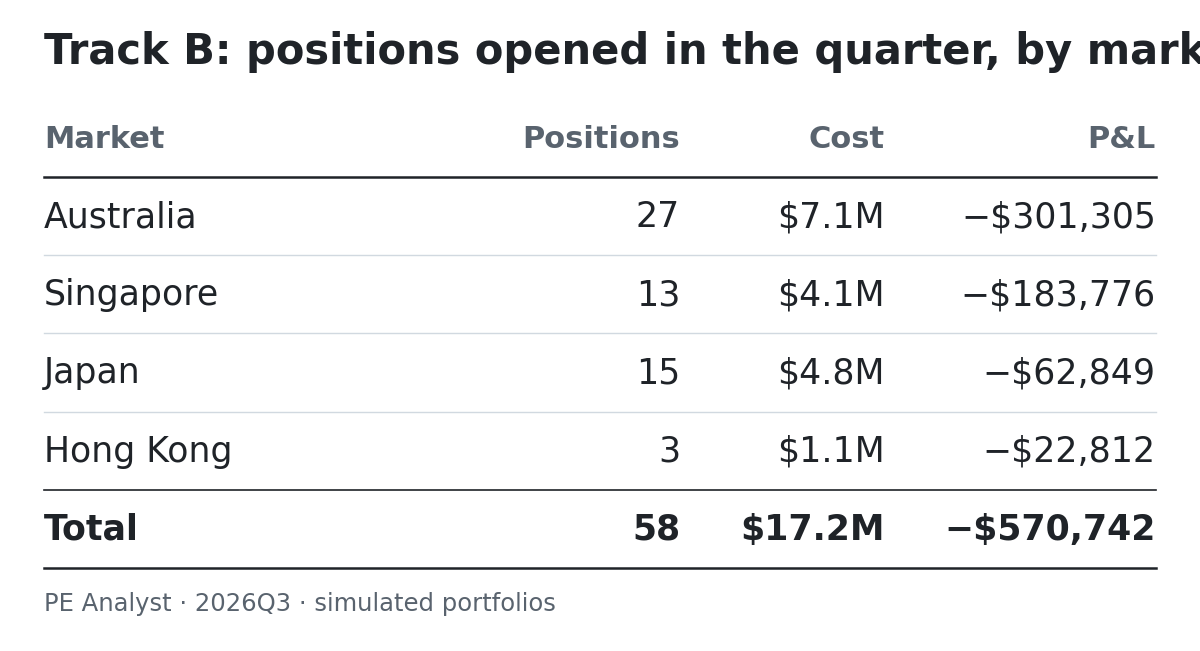 Track B: positions opened in the quarter, by mark
Market Positions Cost P&L
Australia 27 $7.1M −$301,305
Singapore 13 $4.1M −$183,776
Japan 15 $4.8M −$62,849
Hong Kong 3 $1.1M −$22,812
Total 58 $17.2M −$570,742
PE Analyst · 2026Q3 · simulated portfolios